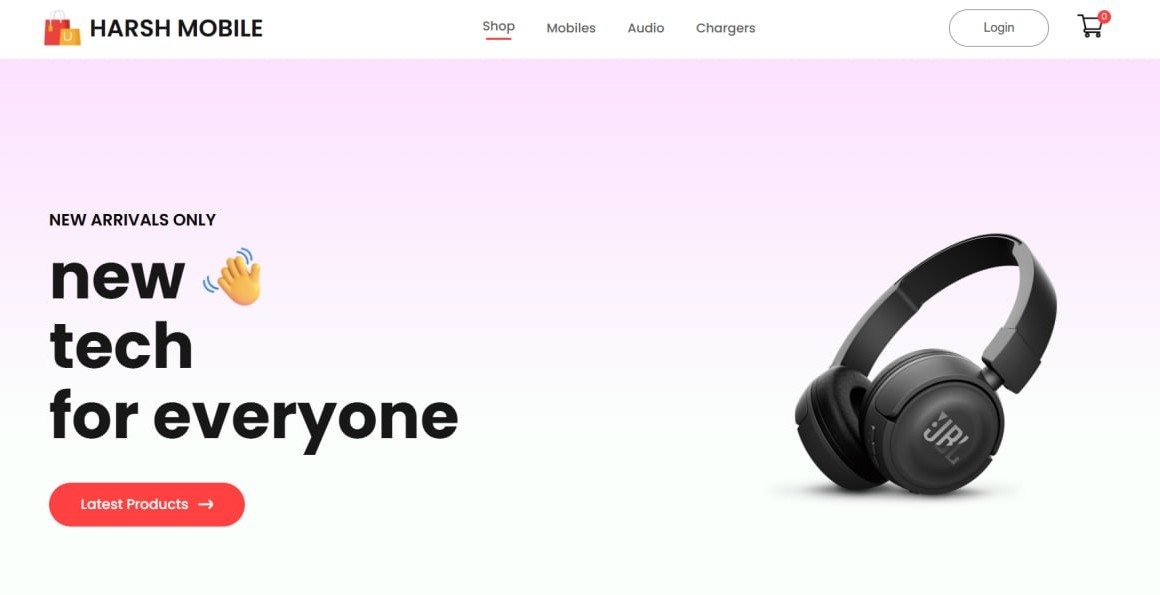 HARSH MOBILE
Shop
Mobiles
Audio
Chargers
Login
0
NEW ARRIVALS ONLY
new
tech
for everyone
Latest Products
JBL